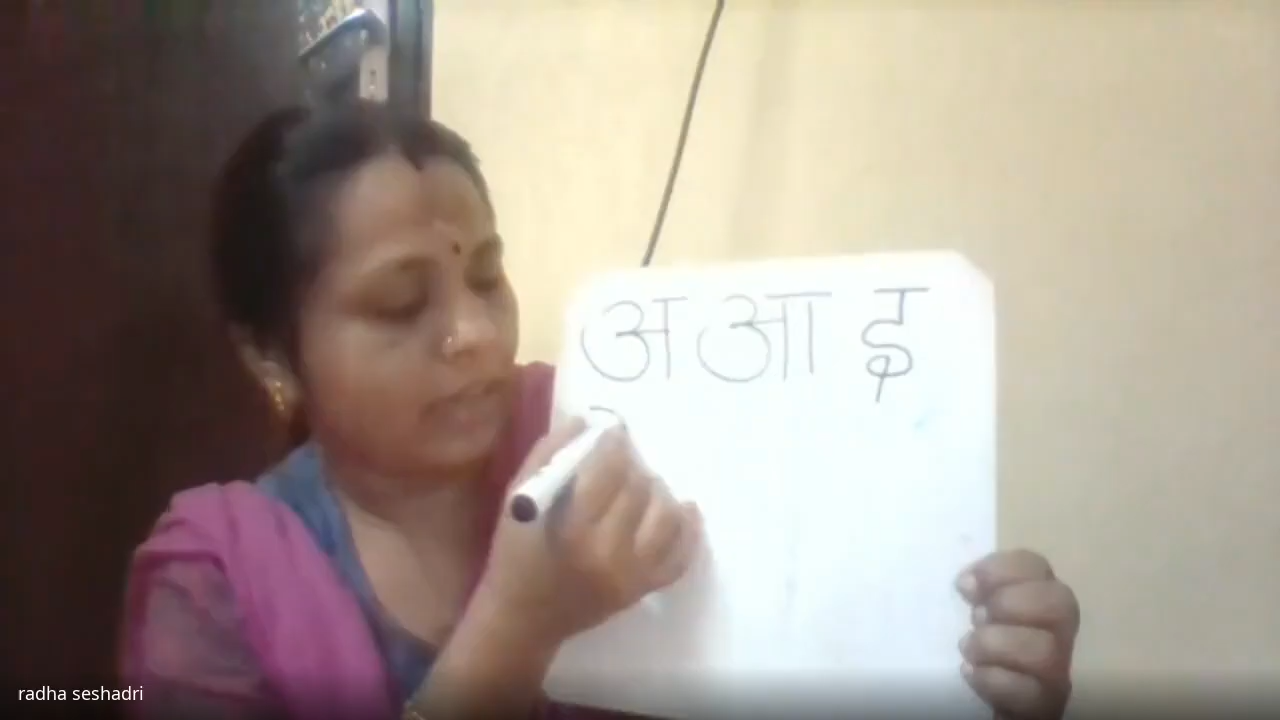 अ आ इ
radha seshadri